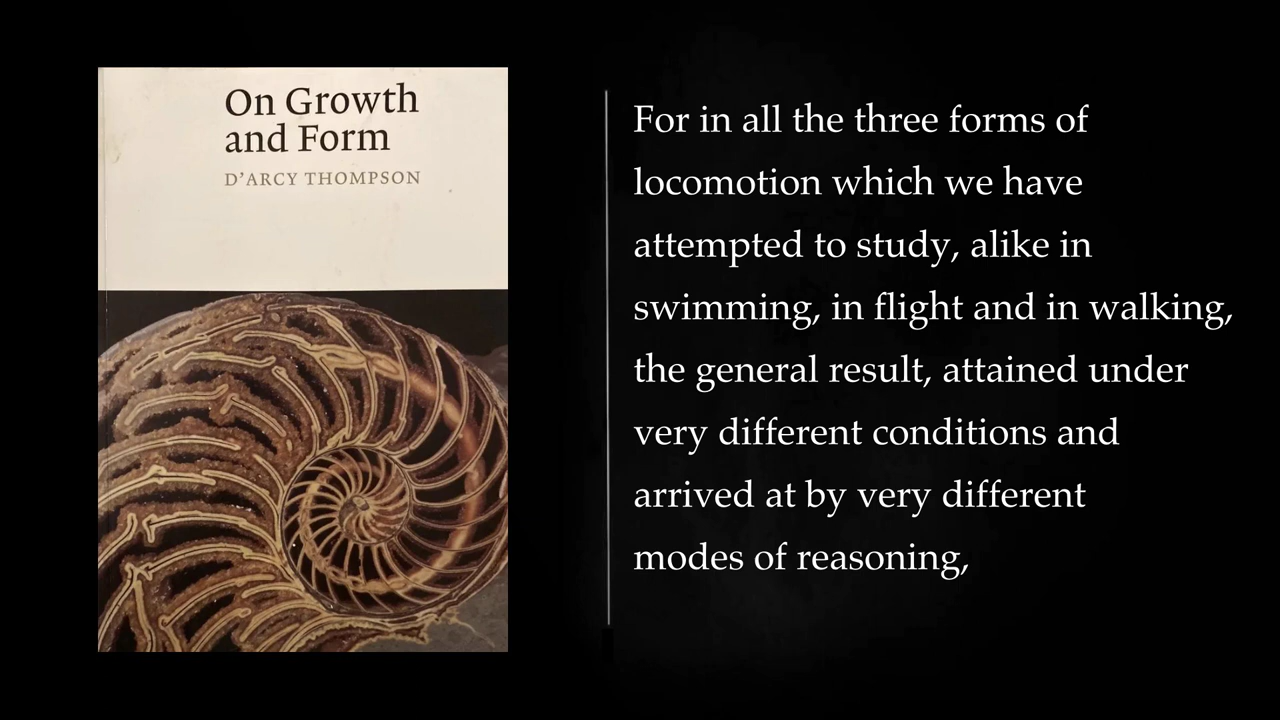 On Growth
and Form
D'ARCY THOMPSON
For in all the three forms of
locomotion which we have
attempted to study, alike in
swimming, in flight and in walking,
the general result, attained under
very different conditions and
arrived at by very different
modes of reasoning,